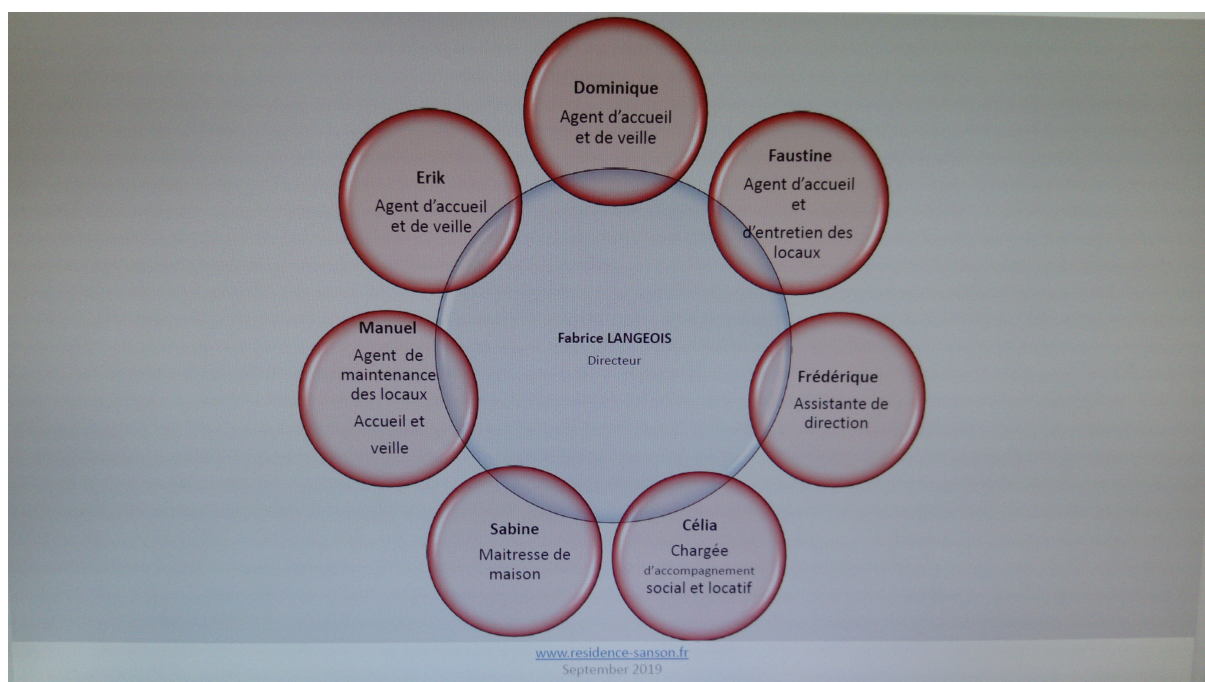 Dominique
Agent d'accueil
et de veille
Faustine
Agent d'accueil
et
d'entretien des
locaux
Frédérique
Assistante de
direction
Célia
Chargée
d'accompagnement
social et locatif
Sabine
Maitresse de
maison
Manuel
Agent de
maintenance
des locaux
Accueil et
veille
Erik
Agent d'accueil
et de veille
Fabrice LANGEOIS
Directeur
www.residence-sanson.fr
September 2019